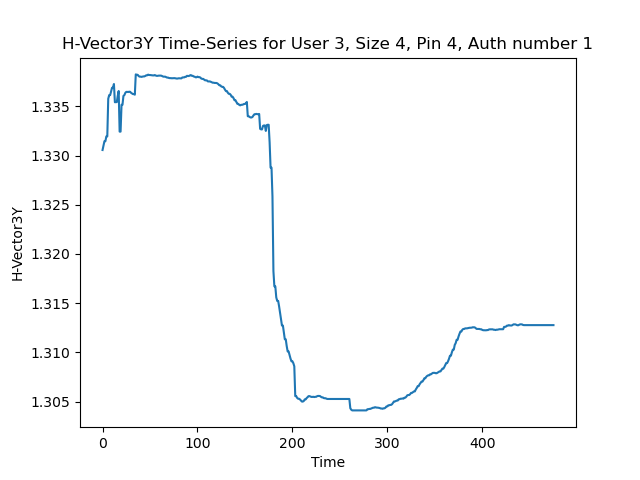 H-Vector3Y Time-Series for User 3, Size 4, Pin 4, Auth number 1
H-Vector3Y
1.335
1.330
1.325
1.320
1.315
1.310
1.305
0 100 200 300 400
Time